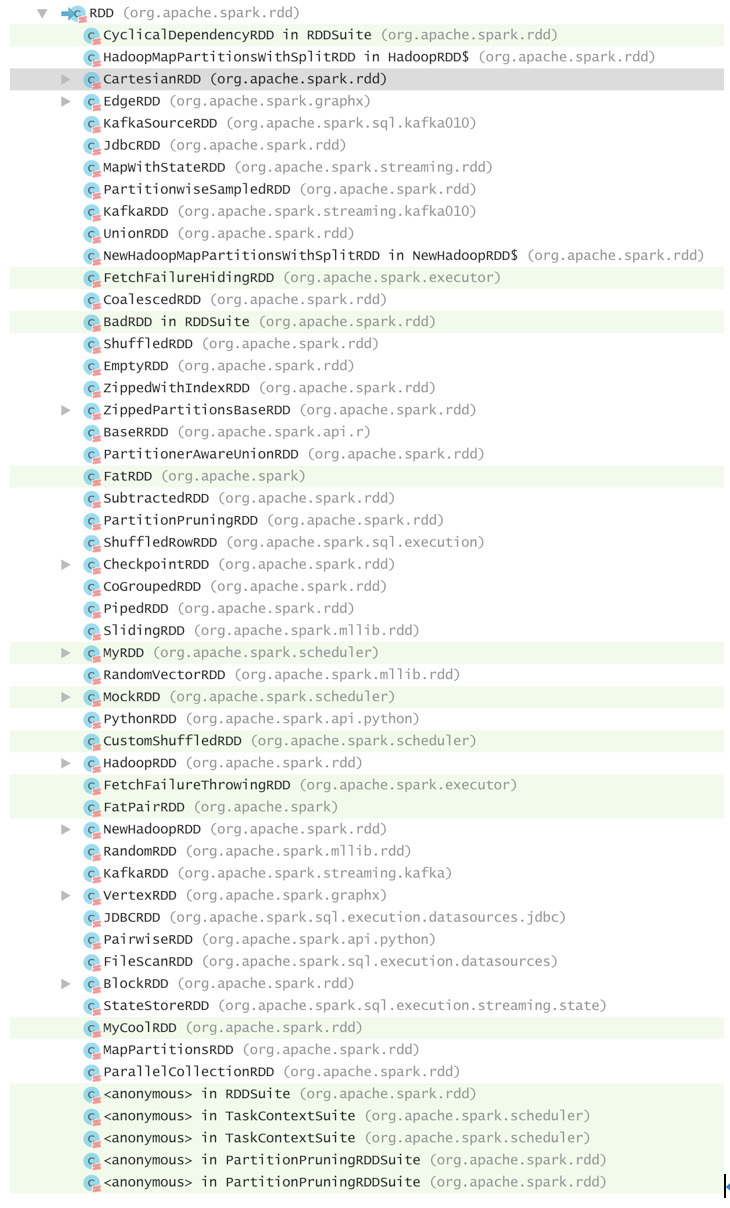 RDD (org.apache.spark.rdd)
CyclicalDependencyRDD in RDDSuite (org.apache.spark.rdd)
HadoopMapPartitionsWithSplitRDD in HadoopRDD$ (org.apache.spark.rdd)
CartesianRDD (org.apache.spark.rdd)
EdgeRDD (org.apache.spark.graphx)
KafkaSourceRDD (org.apache.spark.sql.kafka010)
JdbcRDD (org.apache.spark.rdd)
MapWithStateRDD (org.apache.spark.streaming.rdd)
PartitionwiseSampledRDD (org.apache.spark.rdd)
KafkaRDD (org.apache.spark.streaming.kafka010)
UnionRDD (org.apache.spark.rdd)
NewHadoopMapPartitionsWithSplitRDD in NewHadoopRDD$ (org.apache.spark.rdd)
FetchFailureHidingRDD (org.apache.spark.executor)
CoalescedRDD (org.apache.spark.rdd)
BadRDD in RDDSuite (org.apache.spark.rdd)
ShuffledRDD (org.apache.spark.rdd)
EmptyRDD (org.apache.spark.rdd)
ZippedWithIndexRDD (org.apache.spark.rdd)
ZippedPartitionsBaseRDD (org.apache.spark.rdd)
BaseRRDD (org.apache.spark.api.r)
PartitionerAwareUnionRDD (org.apache.spark.rdd)
FatRDD (org.apache.spark)
SubtractedRDD (org.apache.spark.rdd)
PartitionPruningRDD (org.apache.spark.rdd)
ShuffledRowRDD (org.apache.spark.sql.execution)
CheckpointRDD (org.apache.spark.rdd)
CoGroupedRDD (org.apache.spark.rdd)
PipedRDD (org.apache.spark.rdd)
SlidingRDD (org.apache.spark.mllib.rdd)
MyRDD (org.apache.spark.scheduler)
RandomVectorRDD (org.apache.spark.mllib.rdd)
MockRDD (org.apache.spark.scheduler)
PythonRDD (org.apache.spark.api.python)
CustomShuffledRDD (org.apache.spark.scheduler)
HadoopRDD (org.apache.spark.rdd)
FetchFailureThrowingRDD (org.apache.spark.executor)
FatPairRDD (org.apache.spark)
NewHadoopRDD (org.apache.spark.rdd)
RandomRDD (org.apache.spark.mllib.rdd)
KafkaRDD (org.apache.spark.streaming.kafka)
VertexRDD (org.apache.spark.graphx)
JDBCRDD (org.apache.spark.sql.execution.datasources.jdbc)
PairwiseRDD (org.apache.spark.api.python)
FileScanRDD (org.apache.spark.sql.execution.datasources)
BlockRDD (org.apache.spark.rdd)
StateStoreRDD (org.apache.spark.sql.execution.streaming.state)
MyCoolRDD (org.apache.spark.rdd)
MapPartitionsRDD (org.apache.spark.rdd)
ParallelCollectionRDD (org.apache.spark.rdd)
<anonymous> in RDDSuite (org.apache.spark.rdd)
<anonymous> in TaskContextSuite (org.apache.spark.scheduler)
<anonymous> in TaskContextSuite (org.apache.spark.scheduler)
<anonymous> in PartitionPruningRDDSuite (org.apache.spark.rdd)
<anonymous> in PartitionPruningRDDSuite (org.apache.spark.rdd)